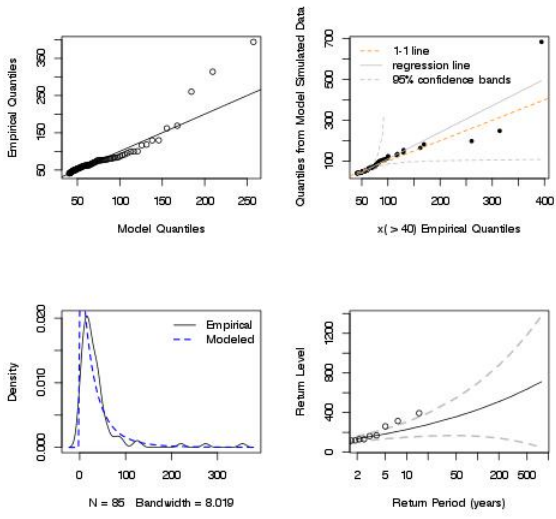 Empirical Quantiles
50
150
250
350
50
100
150
200
250
Model Quantiles
Quantiles from Model Simulated Data
100
300
500
700
1-1 line
regression line
95% confidence bands
50
100
200
300
400
x( > 40) Empirical Quantiles
Density
0.000
0.010
0.020
Empirical
Modeled
0
100
200
300
N = 85 Bandwidth = 8.019
Return Level
0
400
800
1200
2
5
10
50
200
500
Return Period (years)